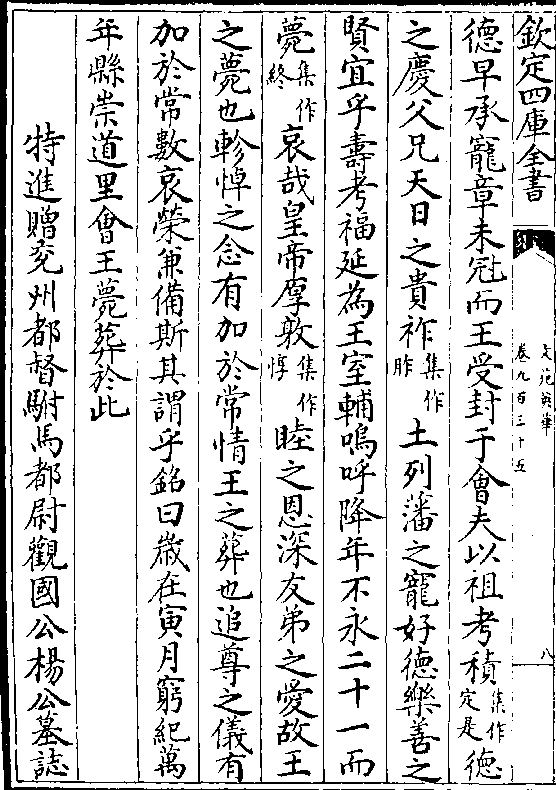 欽定四庫全書
文苑英華
卷九百三十五
八
德早承寵章未冠而王受封于會夫以祖考積集作定是德
之慶父兄天日之貴祚集作胙土列藩之寵好德樂善之
賢宜乎壽考福延為王室輔嗚呼降年不永二十一而
薨集作終哀哉皇帝厚敦集作惇睦之恩深友弟之愛故王
之薨也軫悼之念有加於常情王之葬也追尊之儀有
加於常數哀榮兼備斯其謂乎銘曰歲在寅月窮紀萬
年縣崇道里會王薨葬於此
特進贈兖州都督駙馬都尉觀國公楊公墓誌